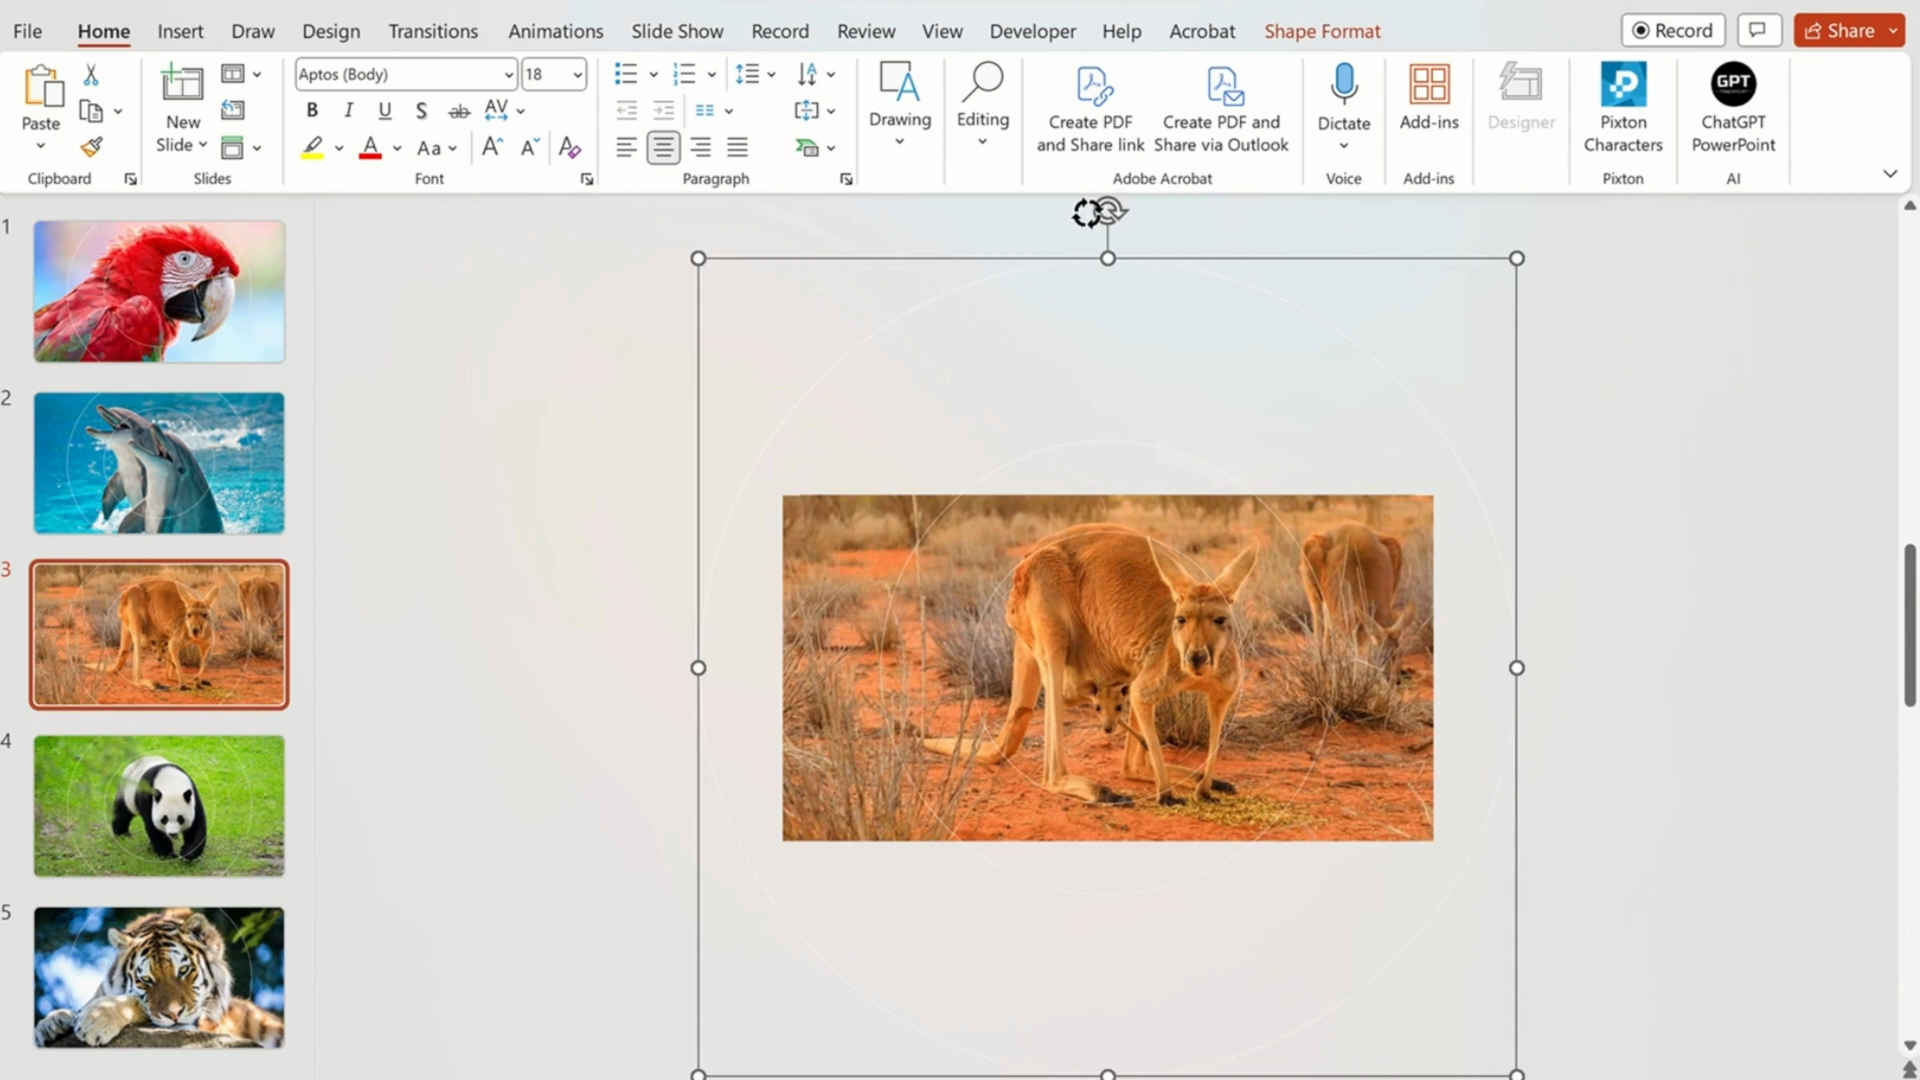 File Home Insert Draw Design Transitions Animations Slide Show Record Review View Developer Help Acrobat Shape Format Record Share
Paste
Clipboard
New
Slide
Slides
Aptos (Body) 18
B I U S ab AV
A Aa A A A
Font
A
Paragraph
A
Drawing
Editing
Create PDF
and Share link
Create PDF and
Share via Outlook
Adobe Acrobat
Dictate
Voice
Add-ins
Add-ins
Designer
Pixton
Characters
Pixton
GPT
ChatGPT
PowerPoint
AI
1
2
3
4
5